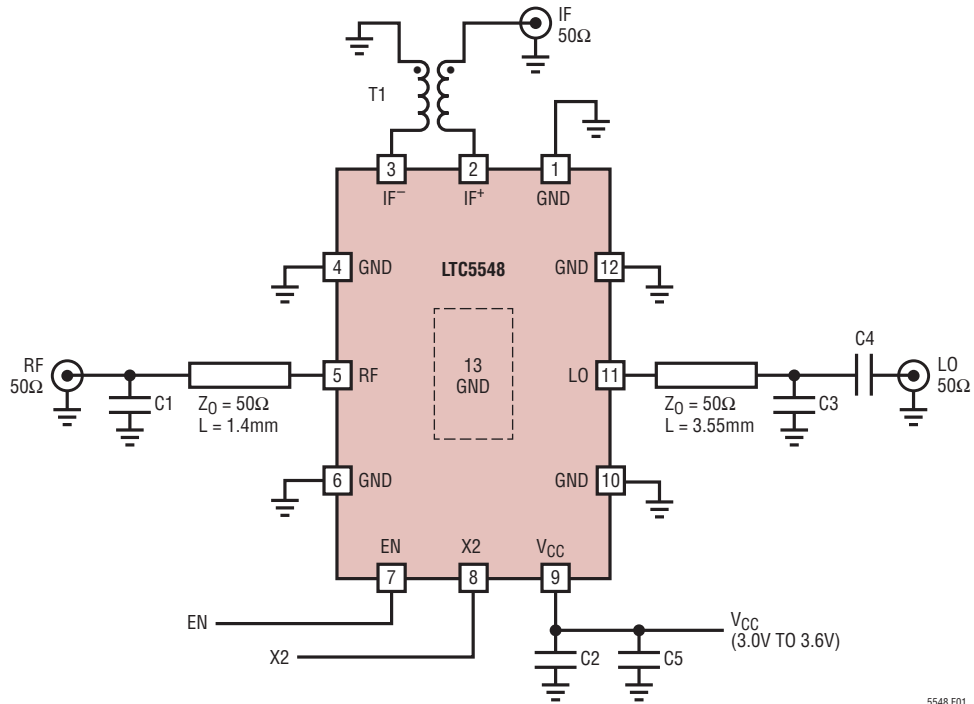 IF
50Ω
T1
3
2
1
IF−
IF+
GND
4
GND
LTC5548
GND
12
RF
50Ω
C1
Z0 = 50Ω
L = 1.4mm
5
RF
13
GND
LO
11
Z0 = 50Ω
L = 3.55mm
C3
C4
LO
50Ω
6
GND
GND
10
EN
X2
VCC
7
8
9
EN
X2
VCC
(3.0V TO 3.6V)
C2
C5
5548 F01